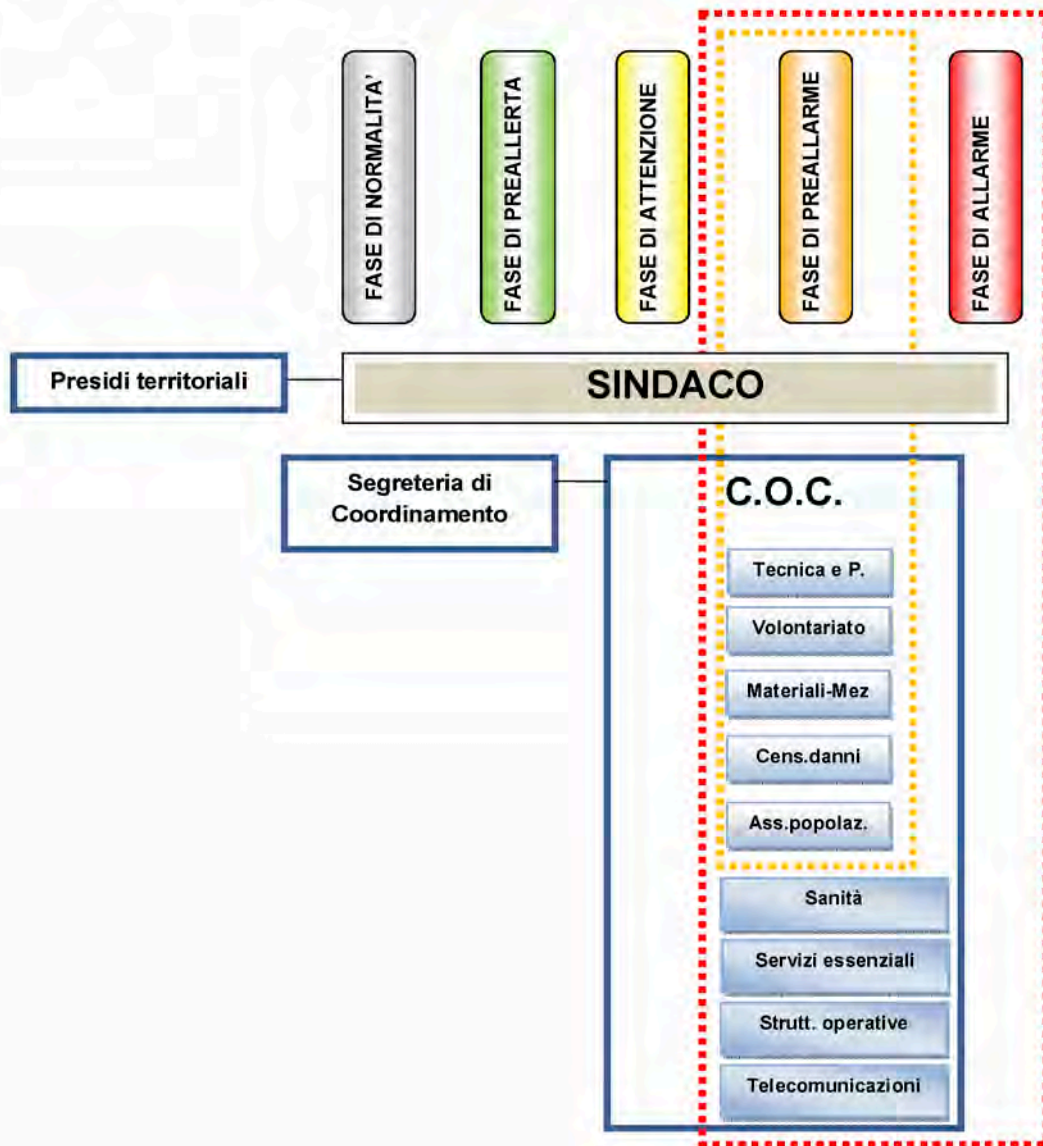 FASE DI NORMALITA'
FASE DI PREALLERTA
FASE DI ATTENZIONE
FASE DI PREALLARME
FASE DI ALLARME
Presidi territoriali
SINDACO
Segreteria di
Coordinamento
C.O.C.
Tecnica e P.
Volontariato
Materiali-Mez
Cens.danni
Ass.popolaz.
Sanità
Servizi essenziali
Strutt. operative
Telecomunicazioni